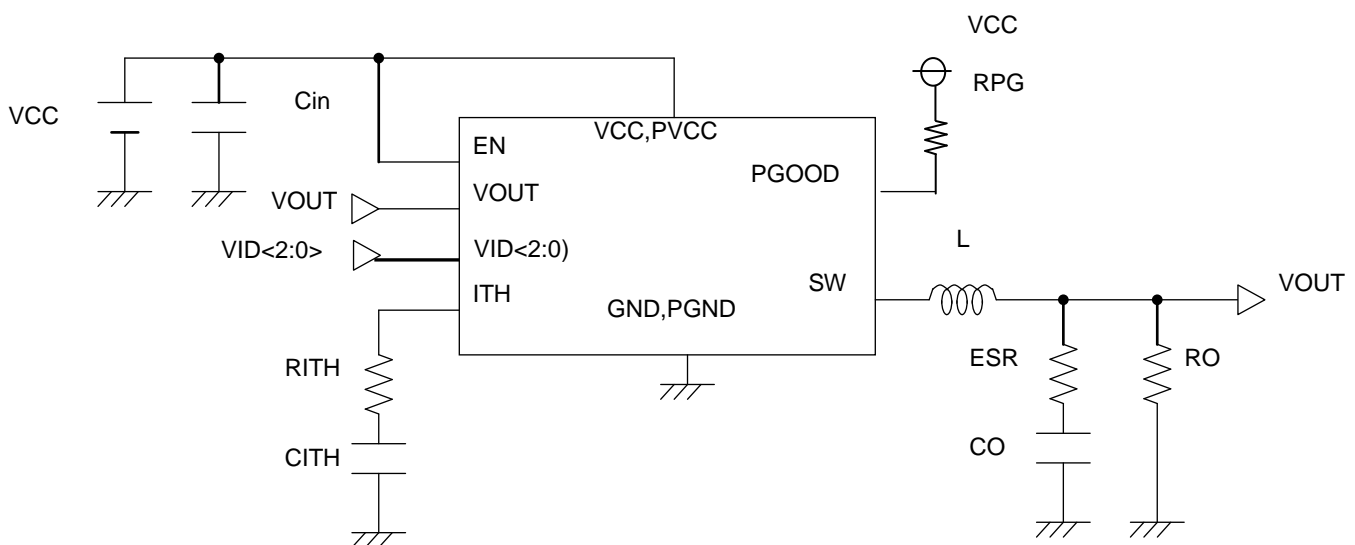 VCC
RPG
VCC
Cin
VCC,PVCC
EN
PGOOD
VOUT
VOUT
VID<2:0>
VID<2:0)
L
ITH
SW
VOUT
GND,PGND
RITH
ESR
RO
CITH
CO